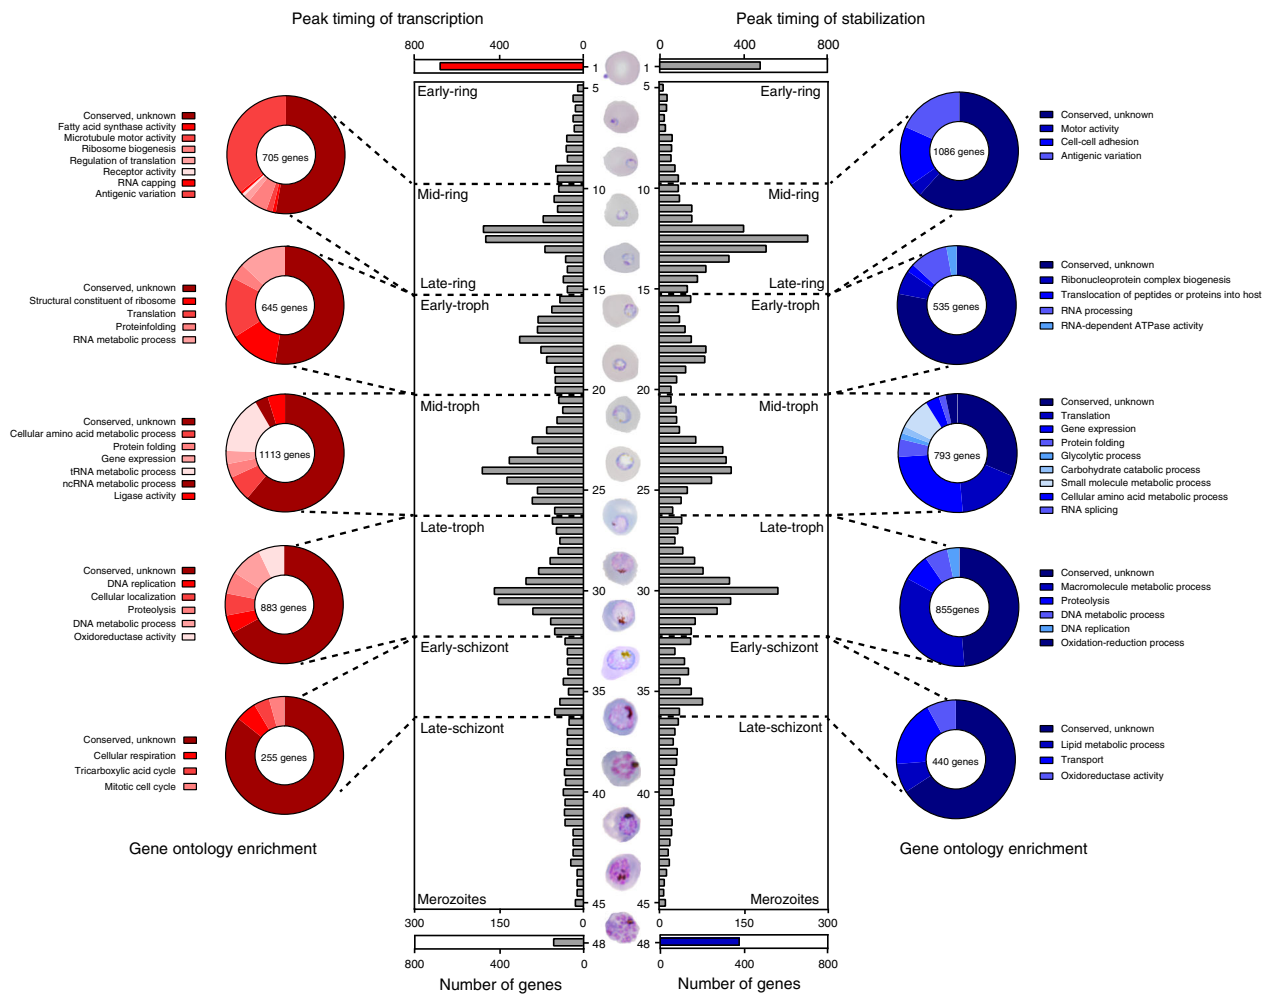 Peak timing of transcription
Peak timing of stabilization
800 400 0
0 400 800
1 1
Early-ring 5 5 Early-ring
Conserved, unknown
Fatty acid synthase activity
Microtubule motor activity
Ribosome biogenesis
Regulation of translation
Receptor activity
RNA capping
Antigenic variation
705 genes
1086 genes
Conserved, unknown
Motor activity
Cell-cell adhesion
Antigenic variation
Mid-ring 10 10 Mid-ring
Late-ring 15 15 Late-ring
Early-troph Early-troph
Conserved, unknown
Structural constituent of ribosome
Translation
Proteinfolding
RNA metabolic process
645 genes
535 genes
Conserved, unknown
Ribonucleoprotein complex biogenesis
Translocation of peptides or proteins into host
RNA processing
RNA-dependent ATPase activity
20 20
Mid-troph Mid-troph
Conserved, unknown
Cellular amino acid metabolic process
Protein folding
Gene expression
tRNA metabolic process
ncRNA metabolic process
Ligase activity
1113 genes
793 genes
Conserved, unknown
Translation
Gene expression
Protein folding
Glycolytic process
Carbohydrate catabolic process
Small molecule metabolic process
Cellular amino acid metabolic process
RNA splicing
25 25
Late-troph Late-troph
Conserved, unknown
DNA replication
Cellular localization
Proteolysis
DNA metabolic process
Oxidoreductase activity
883 genes
855genes
Conserved, unknown
Macromolecule metabolic process
Proteolysis
DNA metabolic process
DNA replication
Oxidation-reduction process
30 30
Early-schizont Early-schizont
35 35
Late-schizont Late-schizont
Conserved, unknown
Cellular respiration
Tricarboxylic acid cycle
Mitotic cell cycle
255 genes
440 genes
Conserved, unknown
Lipid metabolic process
Transport
Oxidoreductase activity
40 40
Gene ontology enrichment
Gene ontology enrichment
Merozoites 45 45 Merozoites
300 150 0
0 150 300
48 48
800 400 0
0 400 800
Number of genes
Number of genes